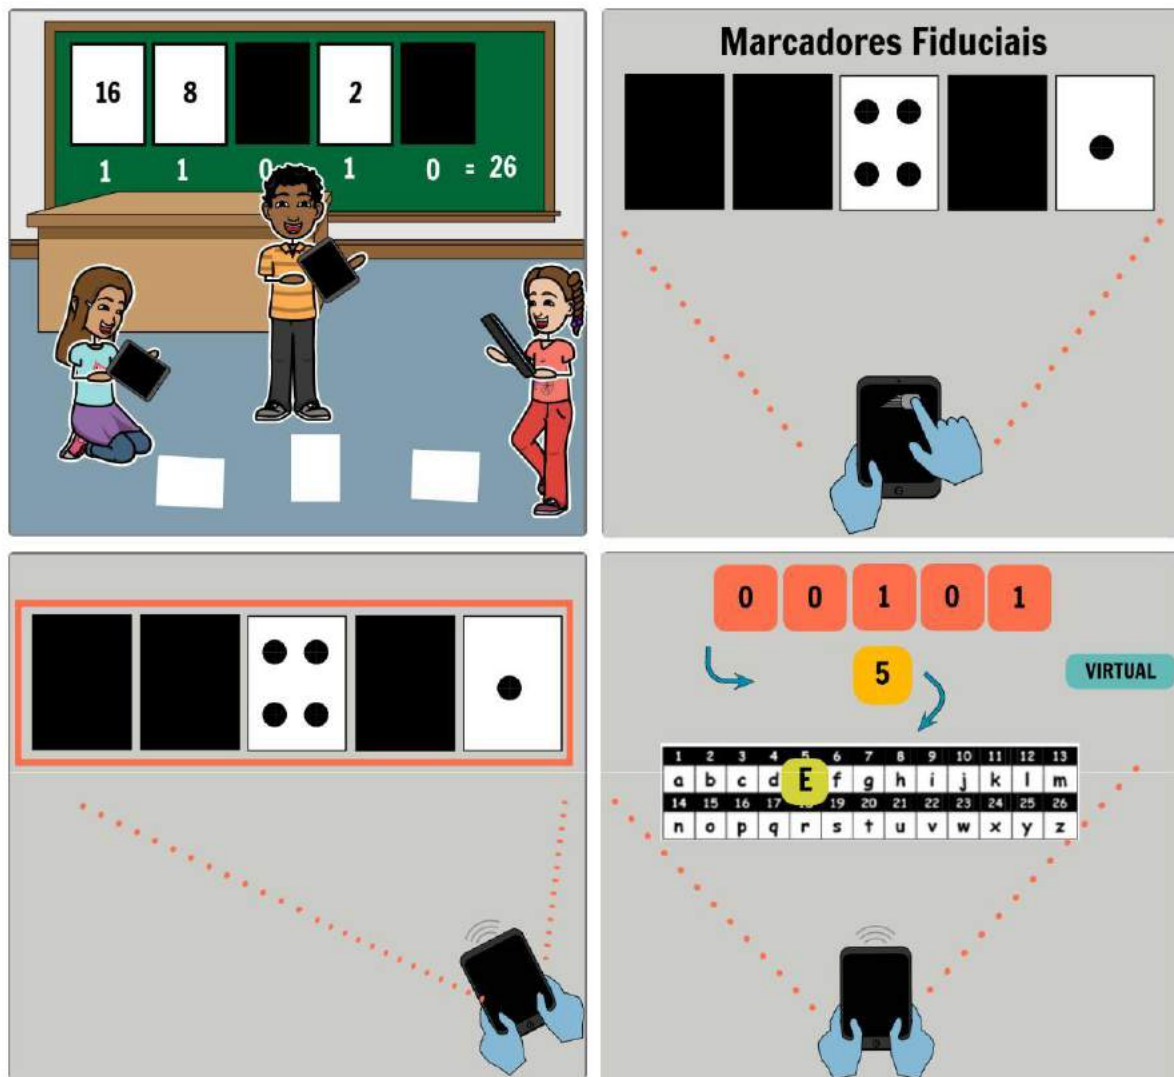 16 8 2
1 1 0 1 0 = 26
Marcadores Fiduciais
0 0 1 0 1
5
VIRTUAL
1 2 3 4 5 6 7 8 9 10 11 12 13
a b c d E f g h i j k l m
14 15 16 17 19 20 21 22 23 24 25 26
n o p q r s t u v w x y z